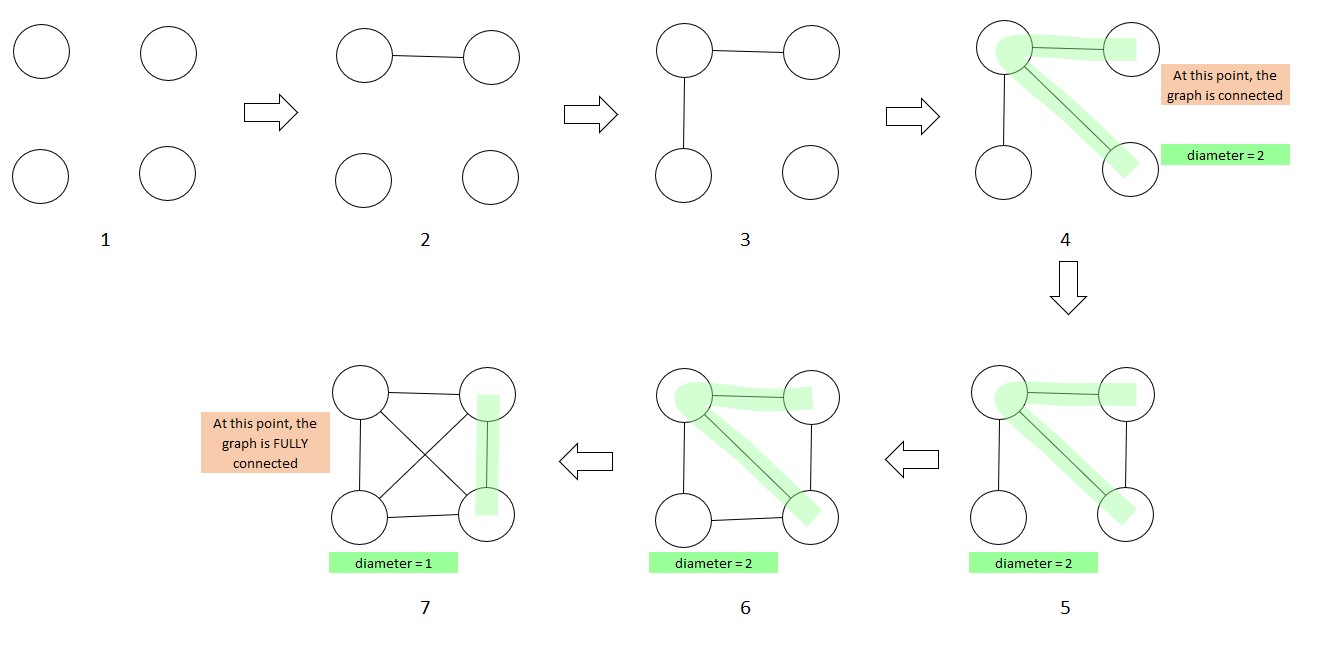 At this point, the
graph is connected
diameter = 2
1
2
3
4
At this point, the
graph is FULLY
connected
diameter = 1
diameter = 2
diameter = 2
7
6
5